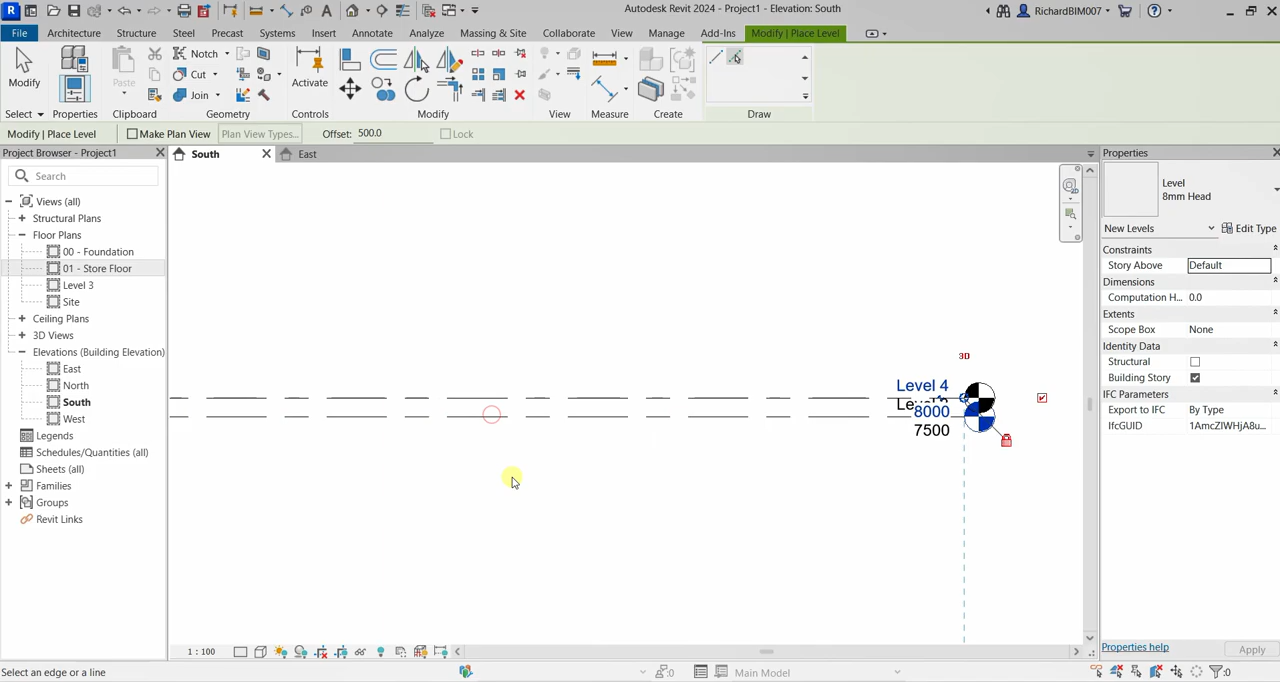 R
Autodesk Revit 2024 - Project1 - Elevation: South
RichardBIM007
File
Architecture
Structure
Steel
Precast
Systems
Insert
Annotate
Analyze
Massing & Site
Collaborate
View
Manage
Add-Ins
Modify | Place Level
Modify
Paste
Notch
Cut
Join
Activate
Select
Properties
Clipboard
Geometry
Controls
Modify
View
Measure
Create
Draw
Modify | Place Level
Make Plan View
Plan View Types...
Offset: 500.0
Lock
Project Browser - Project1
South
East
Properties
Search
Views (all)
Structural Plans
Floor Plans
00 - Foundation
01 - Store Floor
Level 3
Site
Ceiling Plans
3D Views
Elevations (Building Elevation)
East
North
South
West
Legends
Schedules/Quantities (all)
Sheets (all)
Families
Groups
Revit Links
3D
Level 4
8000
7500
Level
8mm Head
New Levels
Edit Type
Constraints
Story Above Default
Dimensions
Computation H... 0.0
Extents
Scope Box None
Identity Data
Structural
Building Story
IFC Parameters
Export to IFC By Type
IfcGUID 1AmcZIWHjA8u...
Properties help
Apply
1 : 100
Select an edge or a line
:0
Main Model
:0